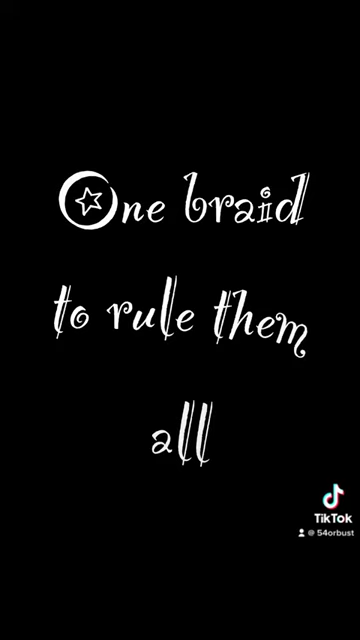 One braid
to rule them
all
TikTok
@ 54orbust